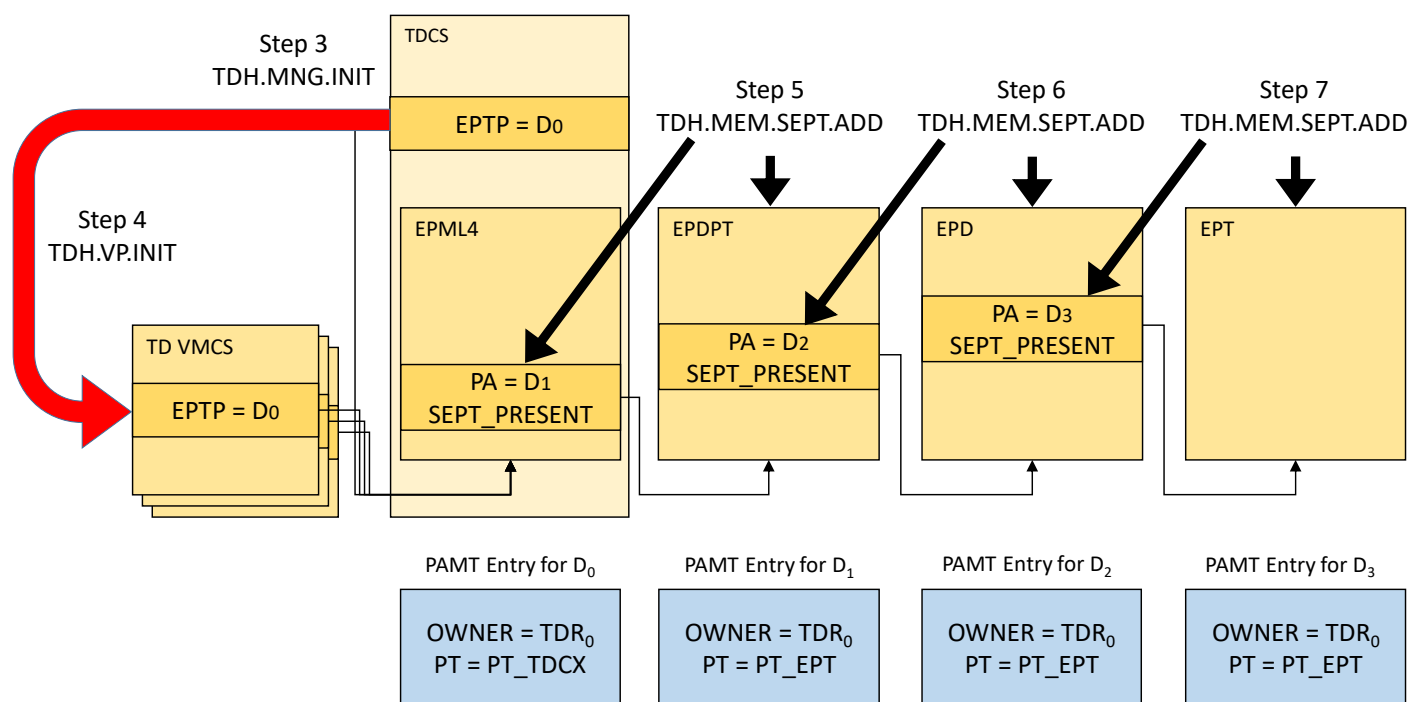 Step 3
TDH.MNG.INIT
TDCS
EPTP = D0
Step 5
TDH.MEM.SEPT.ADD
Step 6
TDH.MEM.SEPT.ADD
Step 7
TDH.MEM.SEPT.ADD
Step 4
TDH.VP.INIT
EPML4
PA = D1
SEPT_PRESENT
EPDPT
PA = D2
SEPT_PRESENT
EPD
PA = D3
SEPT_PRESENT
EPT
TD VMCS
EPTP = D0
PAMT Entry for D0
OWNER = TDR0
PT = PT_TDCX
PAMT Entry for D1
OWNER = TDR0
PT = PT_EPT
PAMT Entry for D2
OWNER = TDR0
PT = PT_EPT
PAMT Entry for D3
OWNER = TDR0
PT = PT_EPT